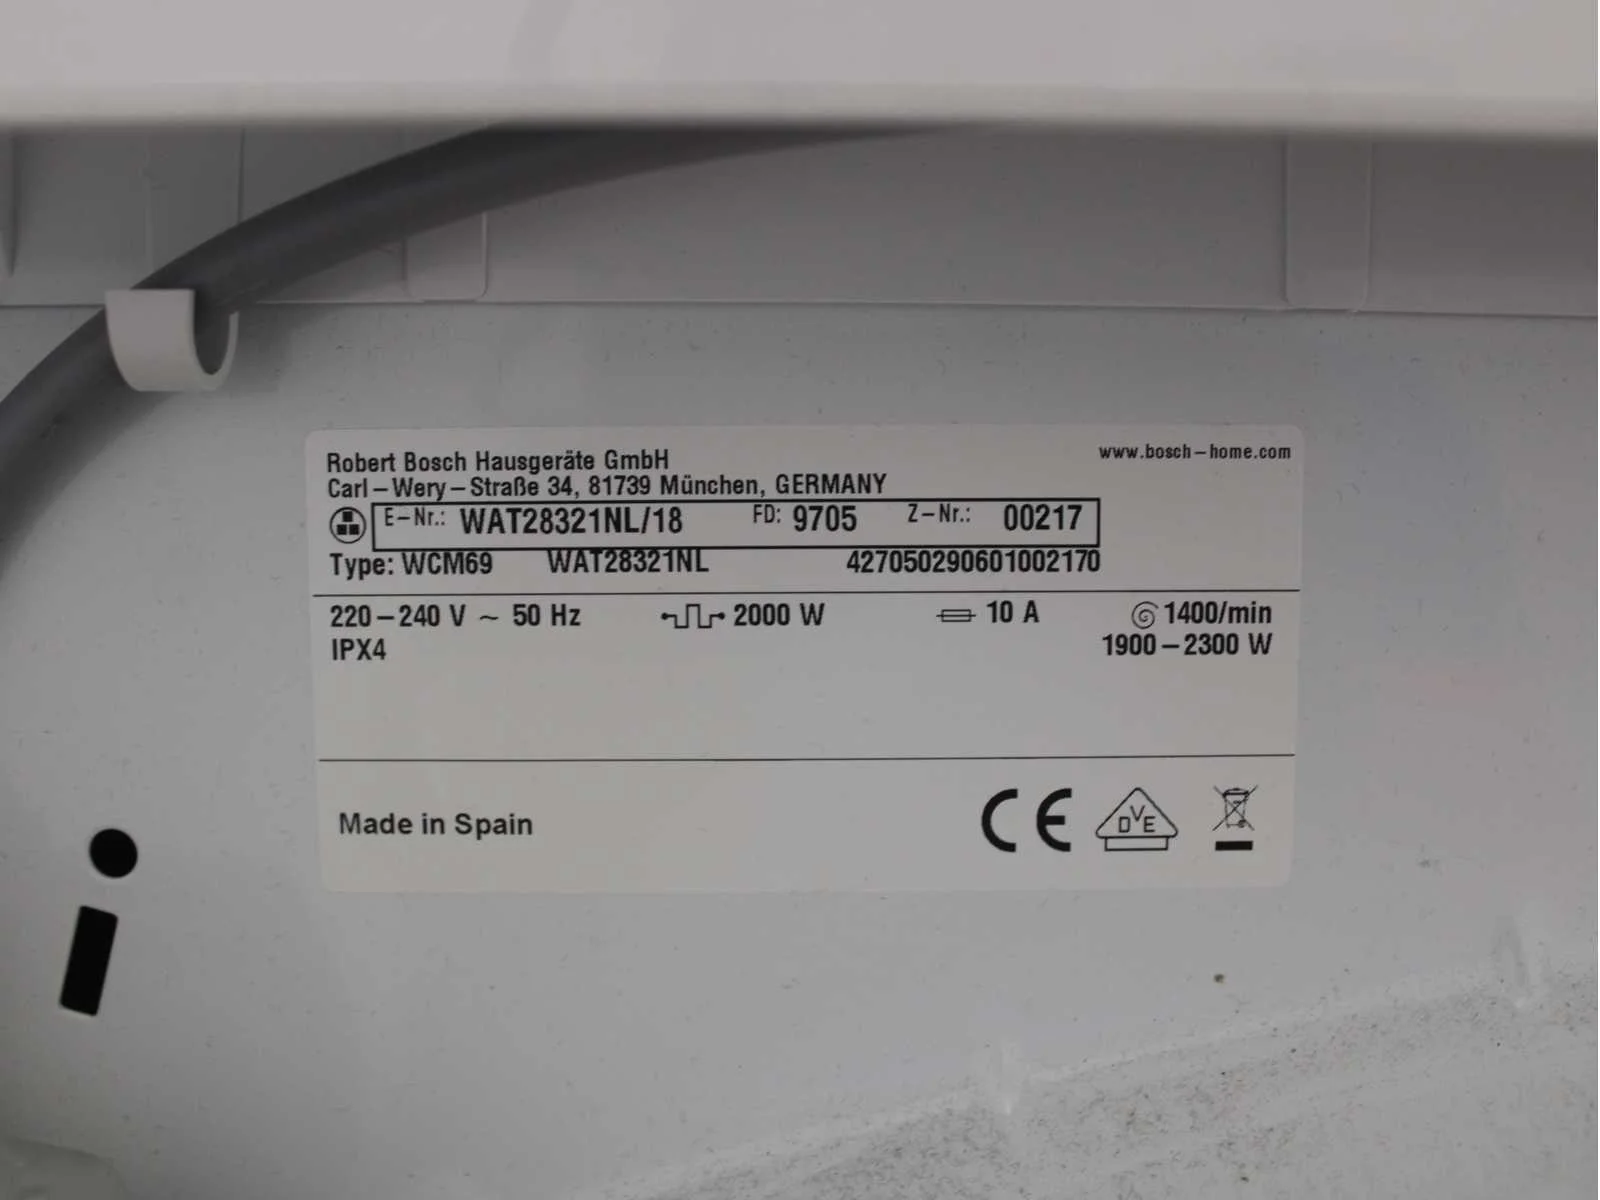 Robert Bosch Hausgeräte GmbH
www.bosch-home.com
Carl-Wery-Straße 34, 81739 München, GERMANY
E-Nr.: WAT28321NL/18 FD: 9705 Z-Nr.: 00217
Type: WCM69 WAT28321NL 427050290601002170
220-240 V ~ 50 Hz 2000 W 10 A 1400/min
IPX4 1900-2300 W
Made in Spain CE DVE